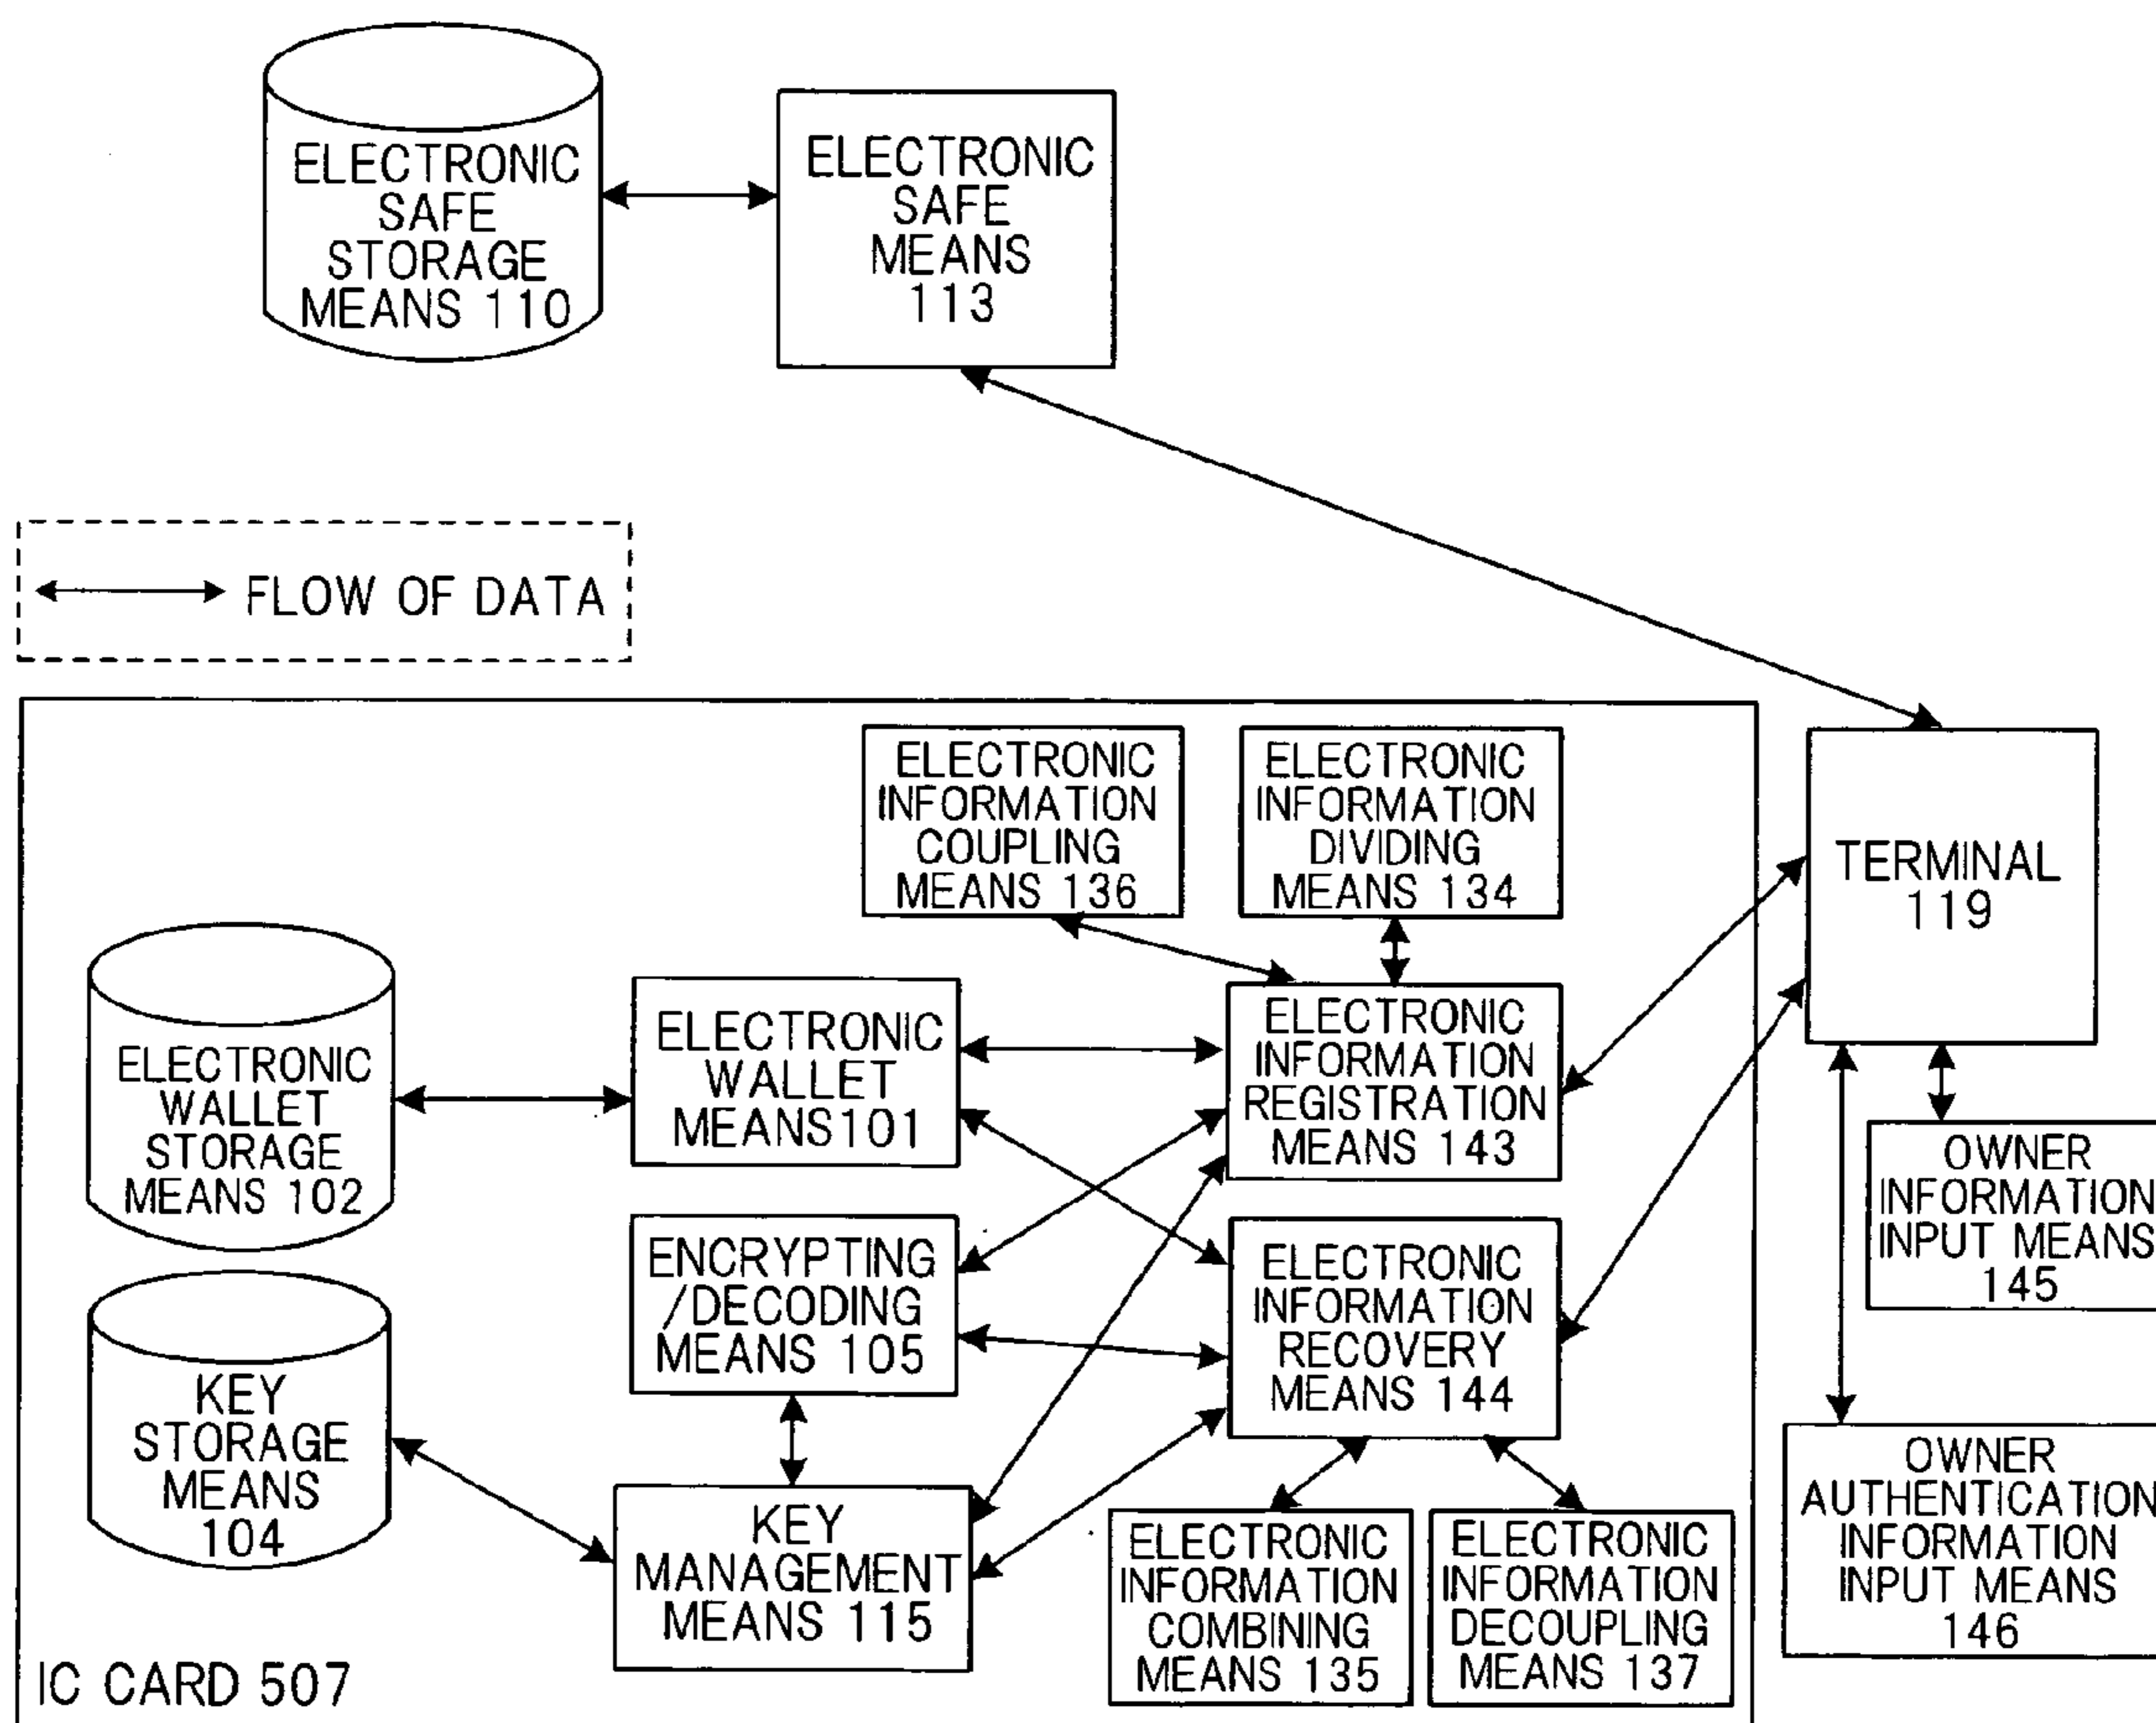 ELECTRONIC
SAFE
STORAGE
MEANS 110
ELECTRONIC
SAFE
MEANS
113
FLOW OF DATA
ELECTRONIC
INFORMATION
COUPLING
MEANS 136
ELECTRONIC
INFORMATION
DIVIDING
MEANS 134
TERMINAL
119
ELECTRONIC
WALLET
STORAGE
MEANS 102
ELECTRONIC
WALLET
MEANS101
ELECTRONIC
INFORMATION
REGISTRATION
MEANS 143
OWNER
INFORMATION
INPUT MEANS
145
ENCRYPTING
/DECODING
MEANS 105
ELECTRONIC
INFORMATION
RECOVERY
MEANS 144
KEY
STORAGE
MEANS
104
KEY
MANAGEMENT
MEANS 115
ELECTRONIC
INFORMATION
COMBINING
MEANS 135
ELECTRONIC
INFORMATION
DECOUPLING
MEANS 137
OWNER
AUTHENTICATION
INFORMATION
INPUT MEANS
146
IC CARD 507